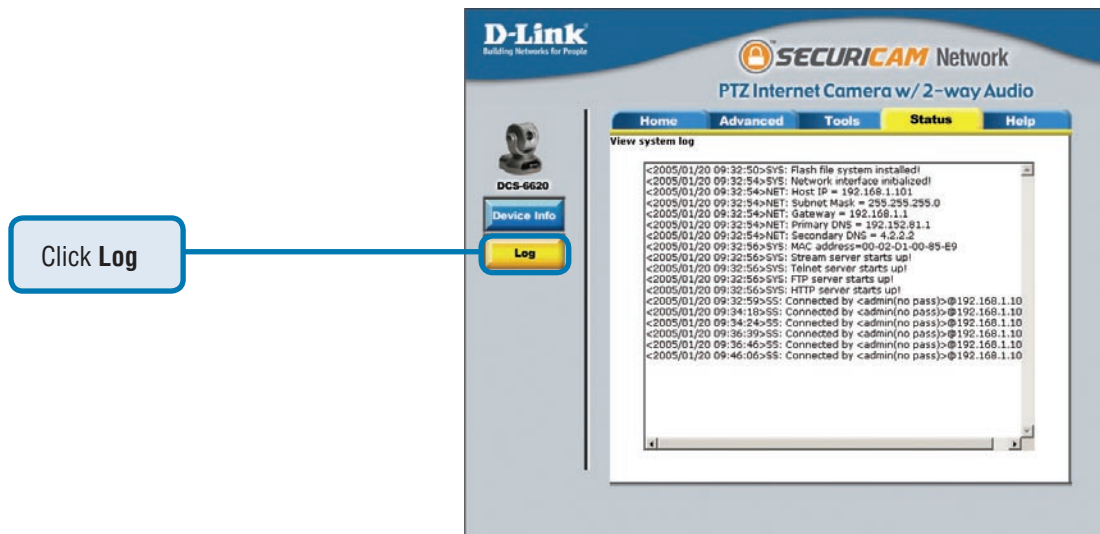 D-Link
Building Networks for People
SECURICAM Network
PTZ Internet Camera w/ 2-way Audio
Home Advanced Tools Status Help
View system log
DCS-6620
Device Info
Log
Click Log
<2005/01/20 09:32:50>SYS: Flash file system installed!
<2005/01/20 09:32:54>SYS: Network interface initialized!
<2005/01/20 09:32:54>NET: Host IP = 192.168.1.101
<2005/01/20 09:32:54>NET: Subnet Mask = 255.255.255.0
<2005/01/20 09:32:54>NET: Gateway = 192.168.1.1
<2005/01/20 09:32:54>NET: Primary DNS = 192.152.81.1
<2005/01/20 09:32:54>NET: Secondary DNS = 4.2.2.2
<2005/01/20 09:32:56>SYS: MAC address=00-02-D1-00-85-E9
<2005/01/20 09:32:56>SYS: Stream server starts up!
<2005/01/20 09:32:56>SYS: Telnet server starts up!
<2005/01/20 09:32:56>SYS: FTP server starts up!
<2005/01/20 09:32:56>SYS: HTTP server starts up!
<2005/01/20 09:32:59>SS: Connected by <admin(no pass)>@192.168.1.10
<2005/01/20 09:34:18>SS: Connected by <admin(no pass)>@192.168.1.10
<2005/01/20 09:34:24>SS: Connected by <admin(no pass)>@192.168.1.10
<2005/01/20 09:36:39>SS: Connected by <admin(no pass)>@192.168.1.10
<2005/01/20 09:36:46>SS: Connected by <admin(no pass)>@192.168.1.10
<2005/01/20 09:46:06>SS: Connected by <admin(no pass)>@192.168.1.10